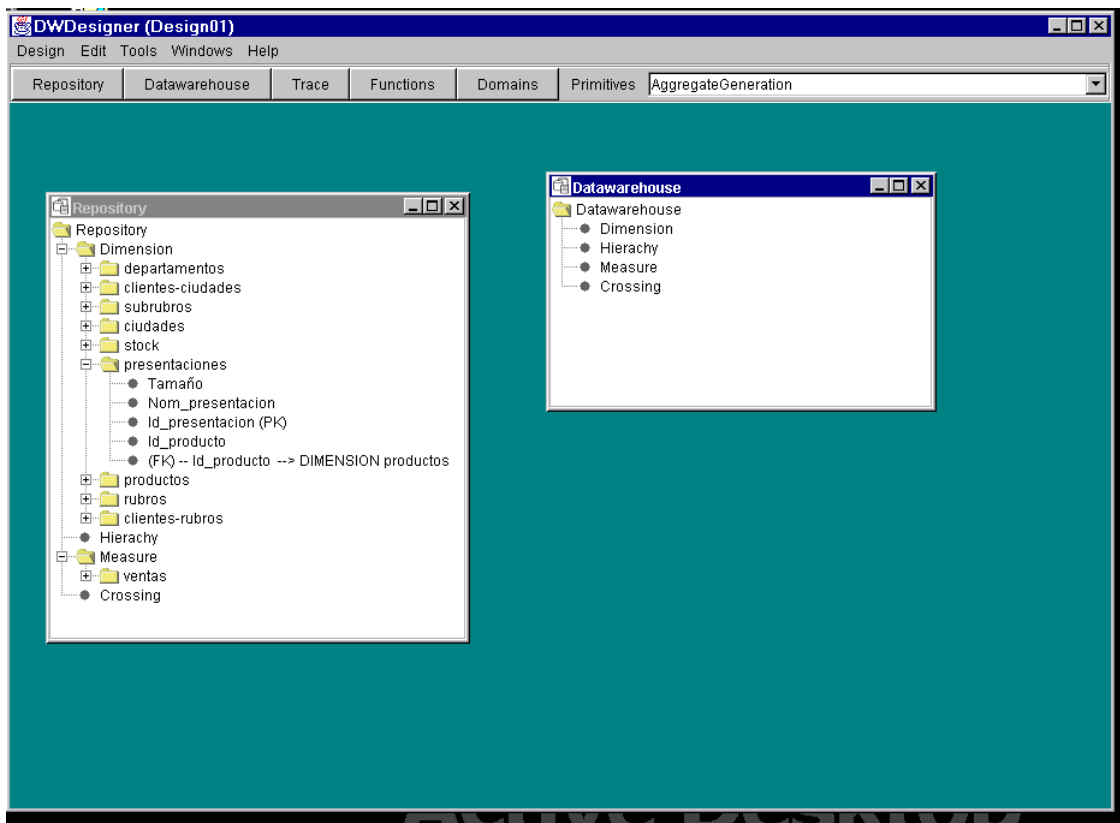 DWDesigner (Design01)
Design Edit Tools Windows Help
Repository Datawarehouse Trace Functions Domains Primitives AggregateGeneration
Repository
Repository
Dimension
departamentos
clientes-ciudades
subrubros
ciudades
stock
presentaciones
Tamaño
Nom_presentacion
Id_presentacion (PK)
Id_producto
(FK) -- Id_producto --> DIMENSION productos
productos
rubros
clientes-rubros
Hierachy
Measure
ventas
Crossing
Datawarehouse
Datawarehouse
Dimension
Hierachy
Measure
Crossing
Active Desktop